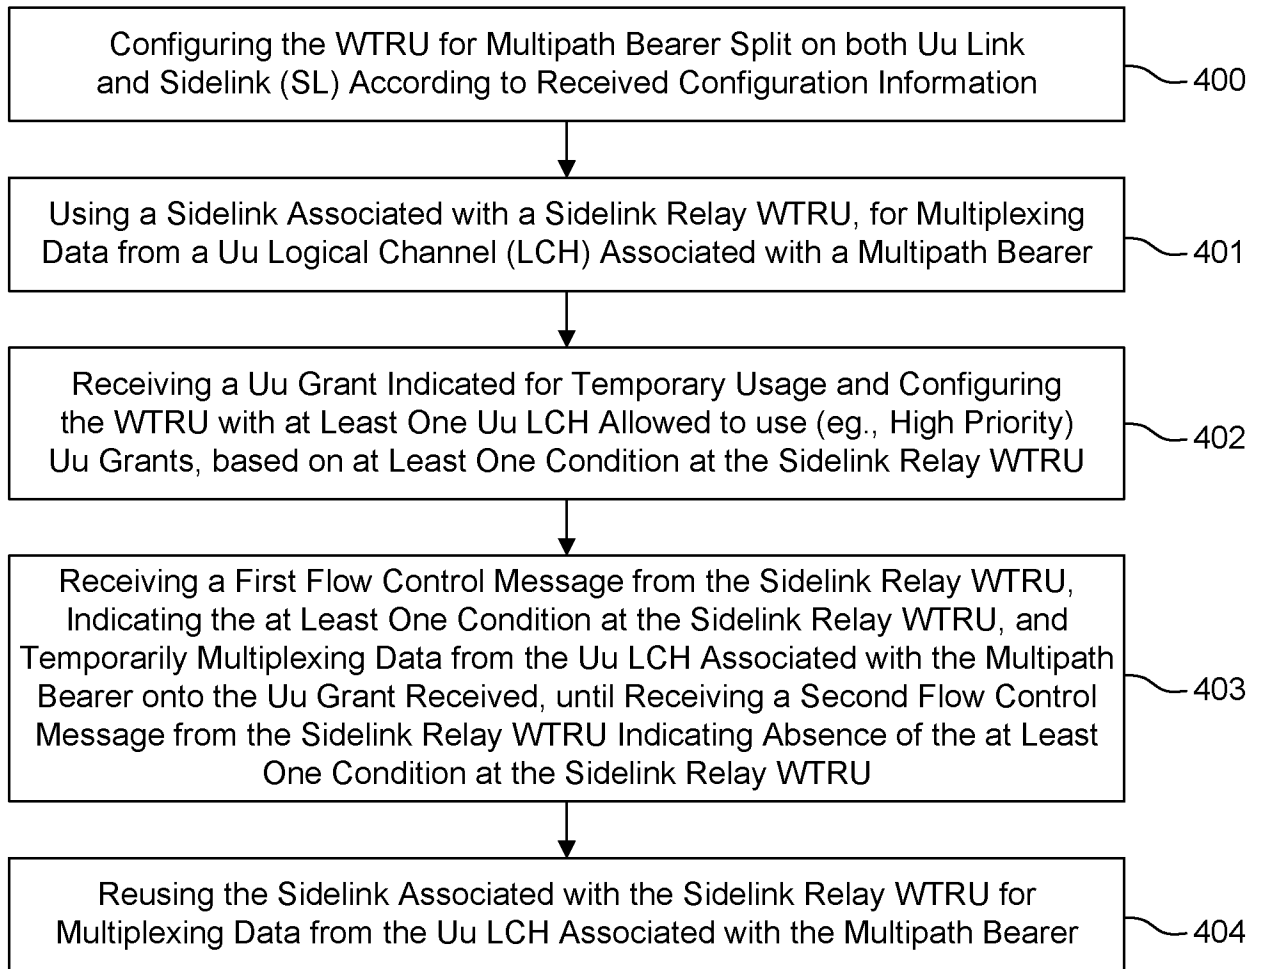 Configuring the WTRU for Multipath Bearer Split on both Uu Link
and Sidelink (SL) According to Received Configuration Information
400
Using a Sidelink Associated with a Sidelink Relay WTRU, for Multiplexing
Data from a Uu Logical Channel (LCH) Associated with a Multipath Bearer
401
Receiving a Uu Grant Indicated for Temporary Usage and Configuring
the WTRU with at Least One Uu LCH Allowed to use (eg., High Priority)
Uu Grants, based on at Least One Condition at the Sidelink Relay WTRU
402
Receiving a First Flow Control Message from the Sidelink Relay WTRU,
Indicating the at Least One Condition at the Sidelink Relay WTRU, and
Temporarily Multiplexing Data from the Uu LCH Associated with the Multipath
Bearer onto the Uu Grant Received, until Receiving a Second Flow Control
Message from the Sidelink Relay WTRU Indicating Absence of the at Least
One Condition at the Sidelink Relay WTRU
403
Reusing the Sidelink Associated with the Sidelink Relay WTRU for
Multiplexing Data from the Uu LCH Associated with the Multipath Bearer
404